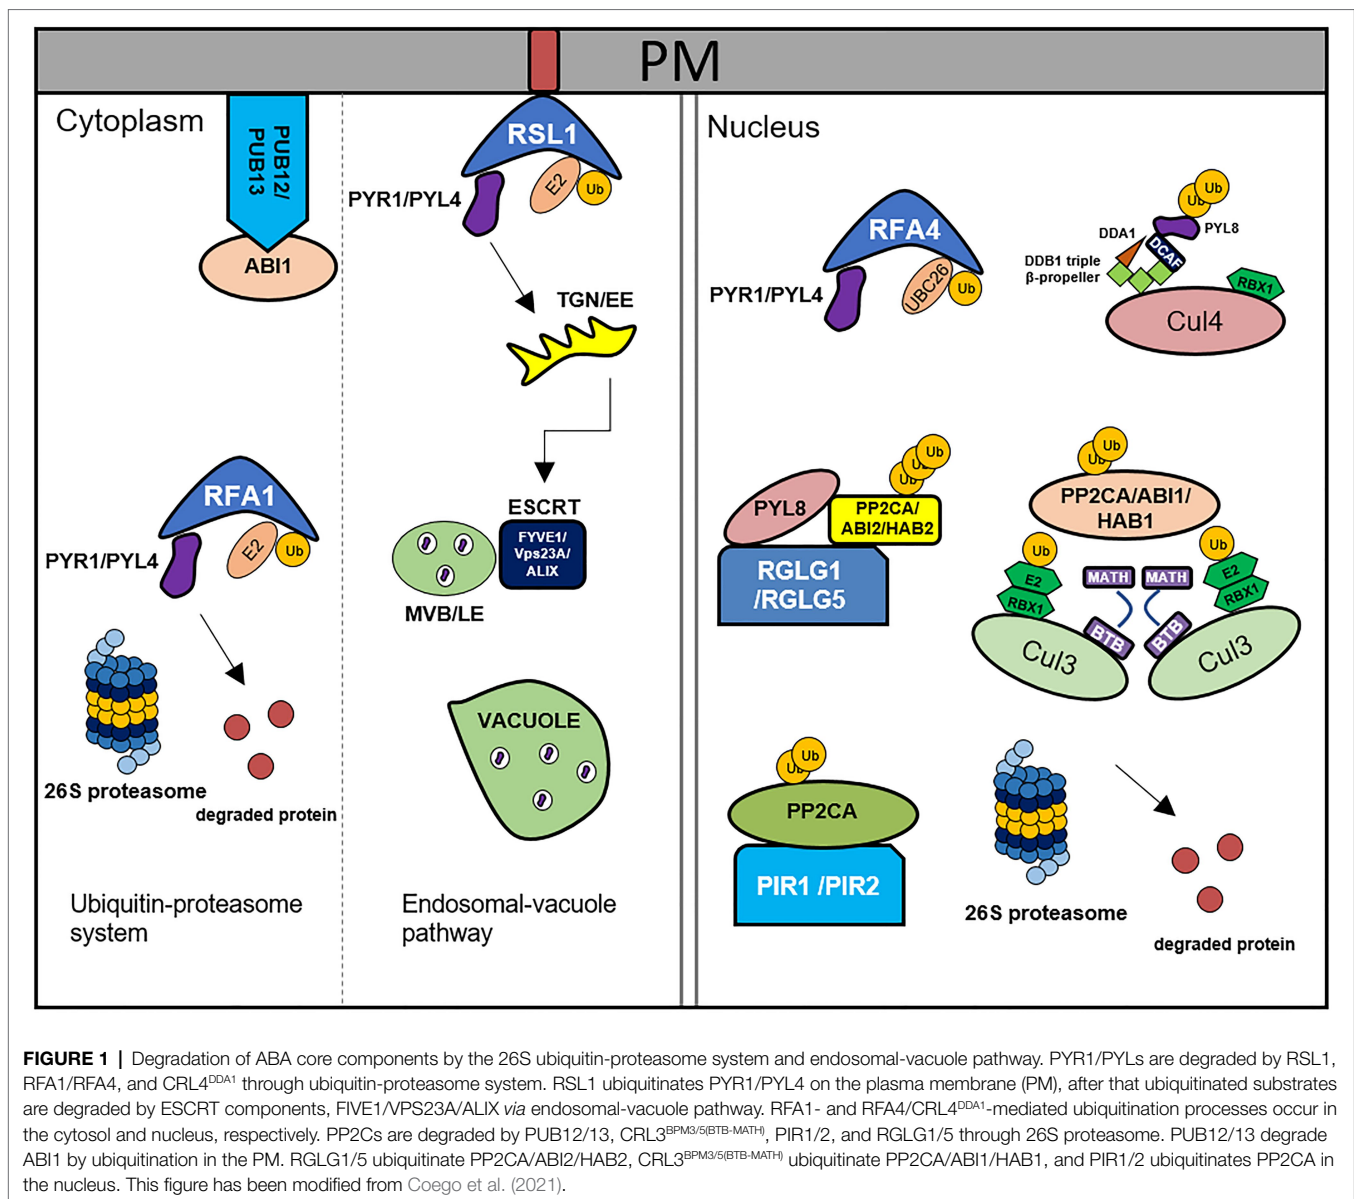 PM
Cytoplasm
PUB12/
PUB13
ABI1
RSL1
E2
Ub
PYR1/PYL4
TGN/EE
ESCRT
FYVE1/
Vps23A/
ALIX
MVB/LE
VACUOLE
RFA1
PYR1/PYL4
E2
Ub
26S proteasome
degraded protein
Ubiquitin-proteasome
system
Endosomal-vacuole
pathway
Nucleus
RFA4
PYR1/PYL4
UBC26
Ub
Ub
Ub
DDA1
PYL8
DCAF
DDB1 triple
β-propeller
RBX1
Cul4
Ub
Ub
Ub
PYL8
PP2CA/
ABI2/HAB2
RGLG1
/RGLG5
Ub
Ub
PP2CA/ABI1/
HAB1
Ub
Ub
E2
RBX1
MATH
MATH
E2
RBX1
BTB
BTB
Cul3
Cul3
Ub
Ub
PP2CA
PIR1 /PIR2
26S proteasome
degraded protein
FIGURE 1 | Degradation of ABA core components by the 26S ubiquitin-proteasome system and endosomal-vacuole pathway. PYR1/PYLs are degraded by RSL1,
RFA1/RFA4, and CRL4DDA1 through ubiquitin-proteasome system. RSL1 ubiquitinates PYR1/PYL4 on the plasma membrane (PM), after that ubiquitinated substrates
are degraded by ESCRT components, FIVE1/VPS23A/ALIX via endosomal-vacuole pathway. RFA1- and RFA4/CRL4DDA1-mediated ubiquitination processes occur in
the cytosol and nucleus, respectively. PP2Cs are degraded by PUB12/13, CRL3BPM3/5(BTB-MATH), PIR1/2, and RGLG1/5 through 26S proteasome. PUB12/13 degrade
ABI1 by ubiquitination in the PM. RGLG1/5 ubiquitinate PP2CA/ABI2/HAB2, CRL3BPM3/5(BTB-MATH) ubiquitinate PP2CA/ABI1/HAB1, and PIR1/2 ubiquitinates PP2CA in
the nucleus. This figure has been modified from Coego et al. (2021).